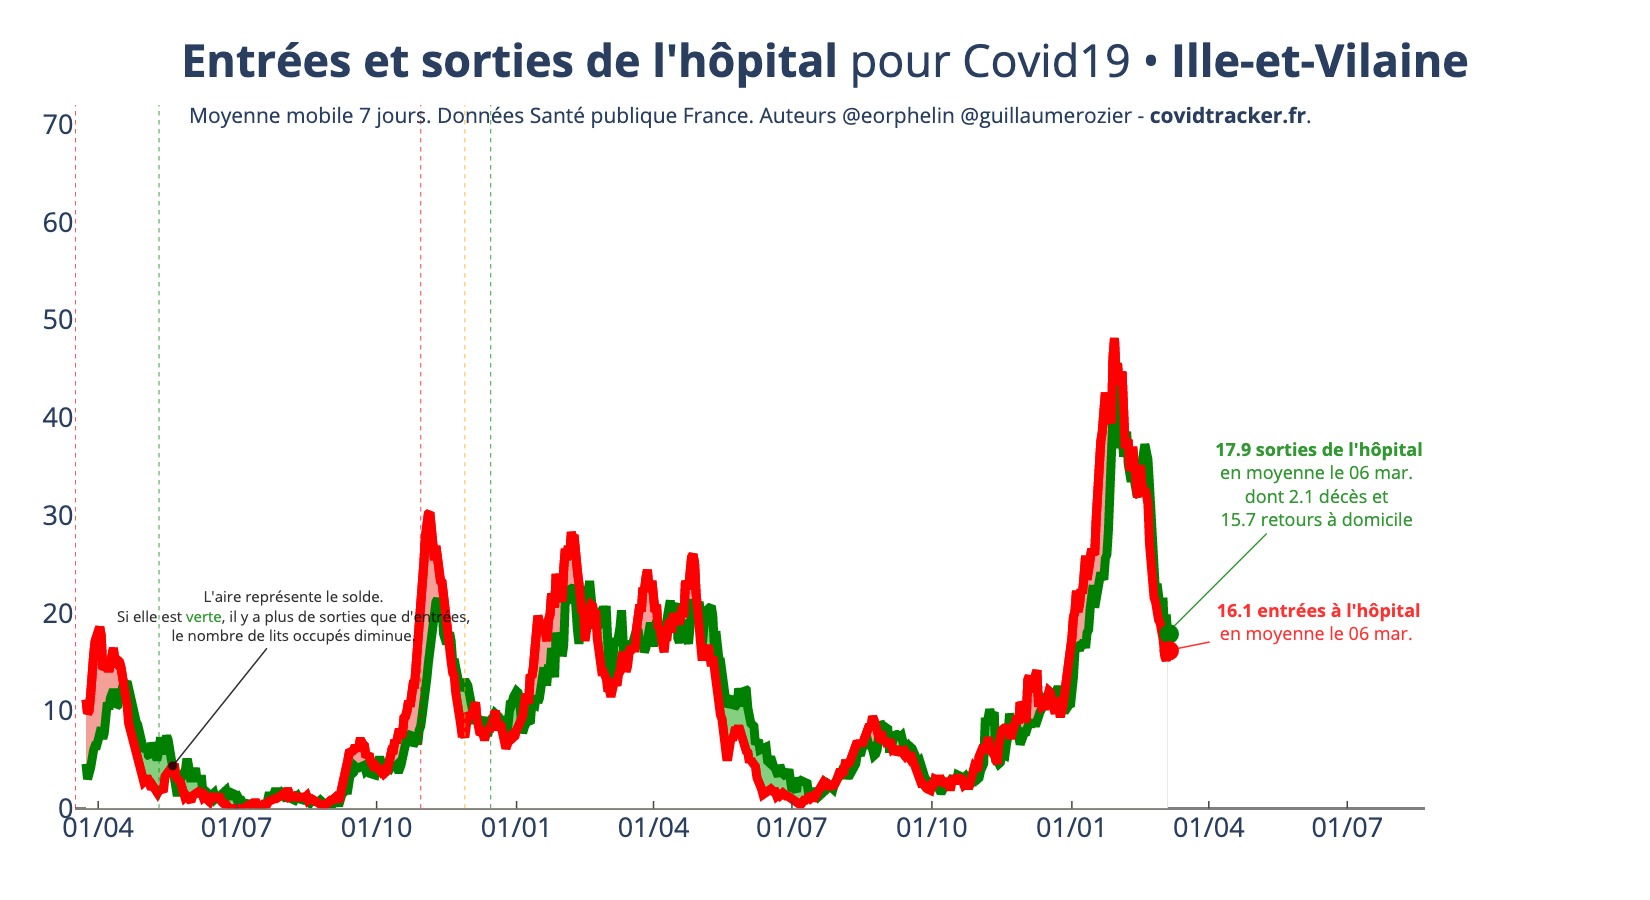 Entrées et sorties de l'hôpital pour Covid19 • Ille-et-Vilaine
Moyenne mobile 7 jours. Données Santé publique France. Auteurs @eorphelin @guillaumerozier - covidtracker.fr.
70
60
50
40
30
20
10
0
17.9 sorties de l'hôpital
en moyenne le 06 mar.
dont 2.1 décès et
15.7 retours à domicile
16.1 entrées à l'hôpital
en moyenne le 06 mar.
L'aire représente le solde.
Si elle est verte, il y a plus de sorties que d'entrées,
le nombre de lits occupés diminue.
01/04 01/07 01/10 01/01 01/04 01/07 01/10 01/01 01/04 01/07